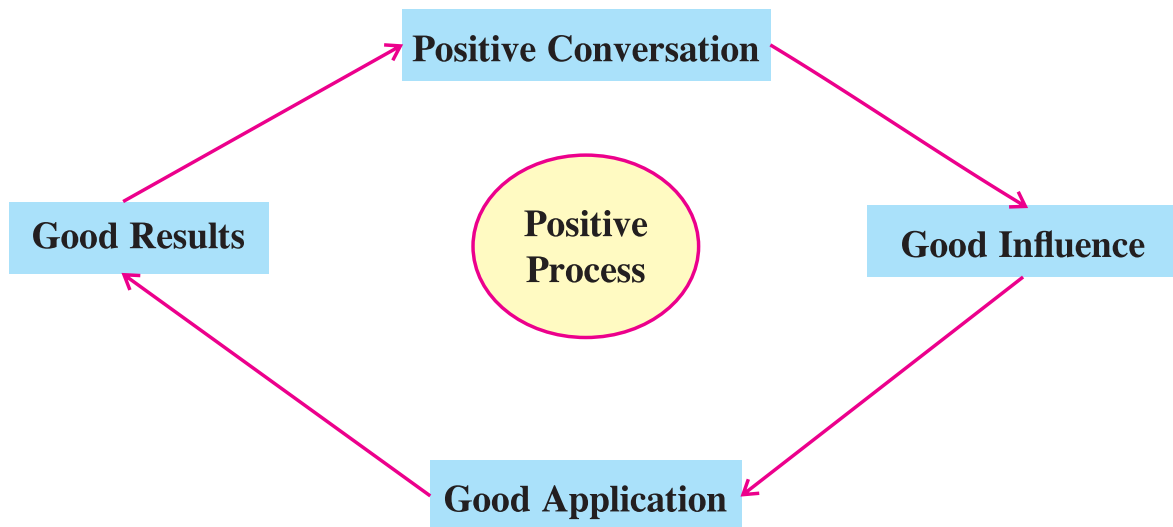 Positive Conversation
Good Results
Positive
Process
Good Influence
Good Application